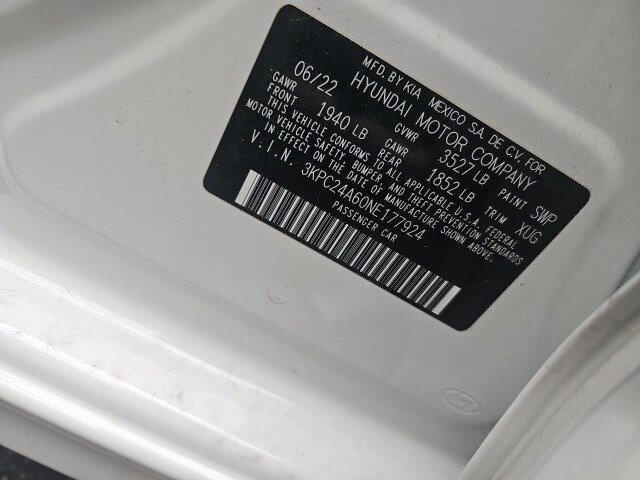 MFD. BY KIA MEXICO S.A. DE C.V. FOR
HYUNDAI MOTOR COMPANY
06/22 GVWR 3527 LB PAINT SWP
GAWR FRONT 1940 LB GAWR REAR 1852 LB TRIM XUG
THIS VEHICLE CONFORMS TO ALL APPLICABLE U.S.A. FEDERAL
MOTOR VEHICLE SAFETY, BUMPER, AND THEFT PREVENTION STANDARDS
IN EFFECT ON THE DATE OF MANUFACTURE SHOWN ABOVE.
V.I.N. 3KPC24A60NE177924
PASSENGER CAR